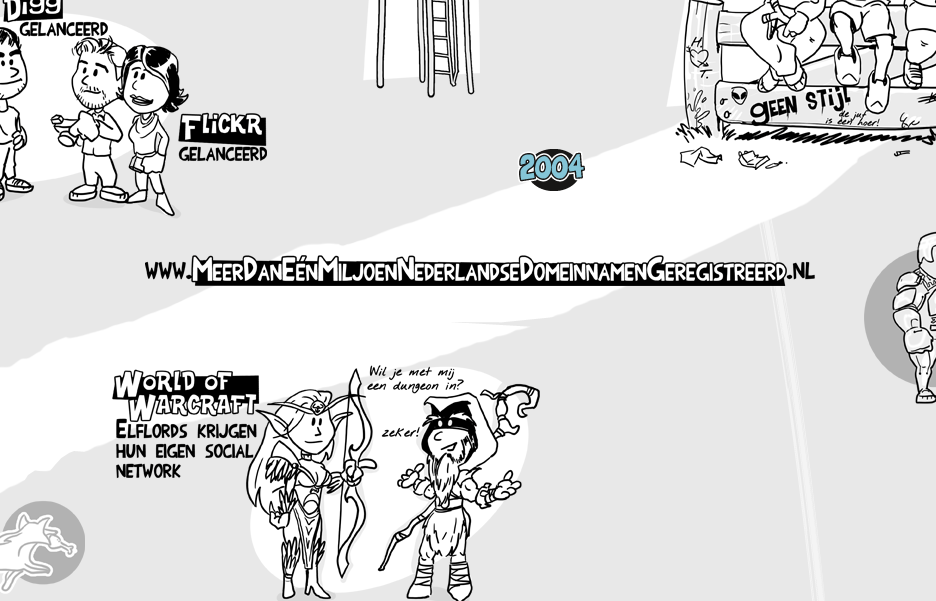 Digg
GELANCEERD
FLICKR
GELANCEERD
H.
T.
GEEN STIJL
de juf
is een hoer!
2004
WWW.MEERDANEÉNMILJOENNEDERLANDSEDOMEINNAMENGEREGISTREERD.NL
WORLD OF
WARCRAFT
ELFLORDS KRIJGEN
HUN EIGEN SOCIAL
NETWORK
Wil je met mij
een dungeon in?
zeker!